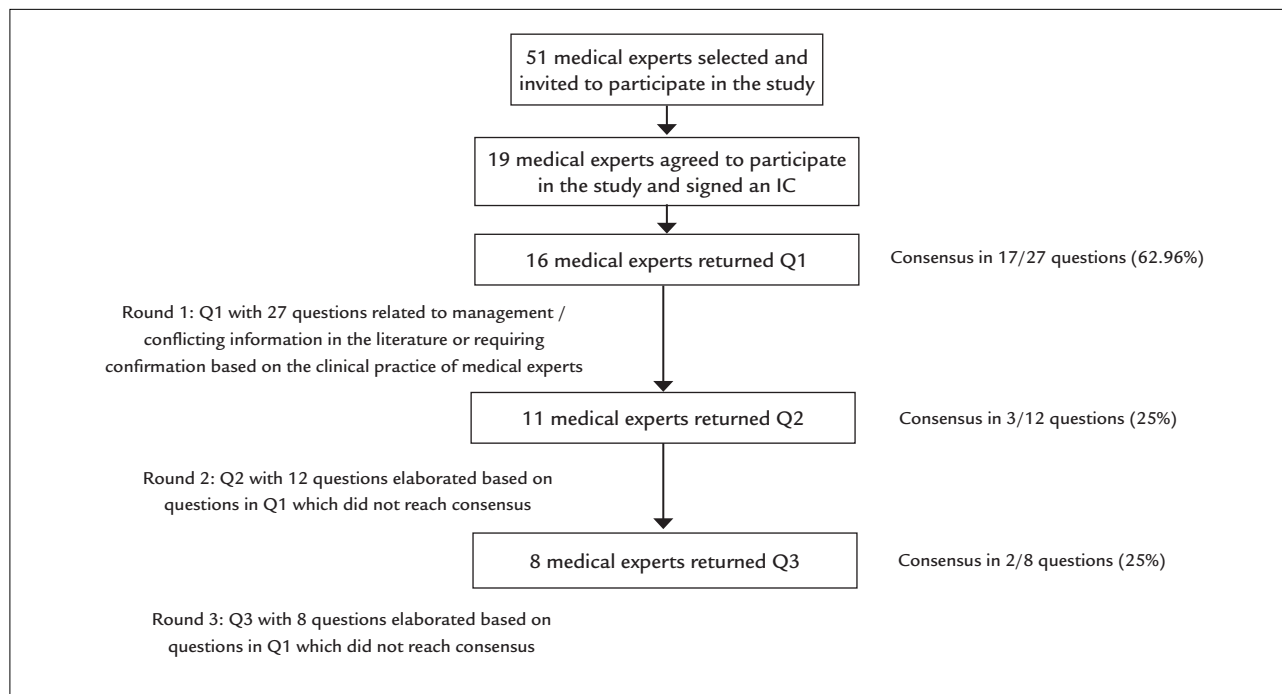 51 medical experts selected and
invited to participate in the study
19 medical experts agreed to participate
in the study and signed an IC
16 medical experts returned Q1
Consensus in 17/27 questions (62.96%)
Round 1: Q1 with 27 questions related to management /
conflicting information in the literature or requiring
confirmation based on the clinical practice of medical experts
11 medical experts returned Q2
Consensus in 3/12 questions (25%)
Round 2: Q2 with 12 questions elaborated based on
questions in Q1 which did not reach consensus
8 medical experts returned Q3
Consensus in 2/8 questions (25%)
Round 3: Q3 with 8 questions elaborated based on
questions in Q1 which did not reach consensus